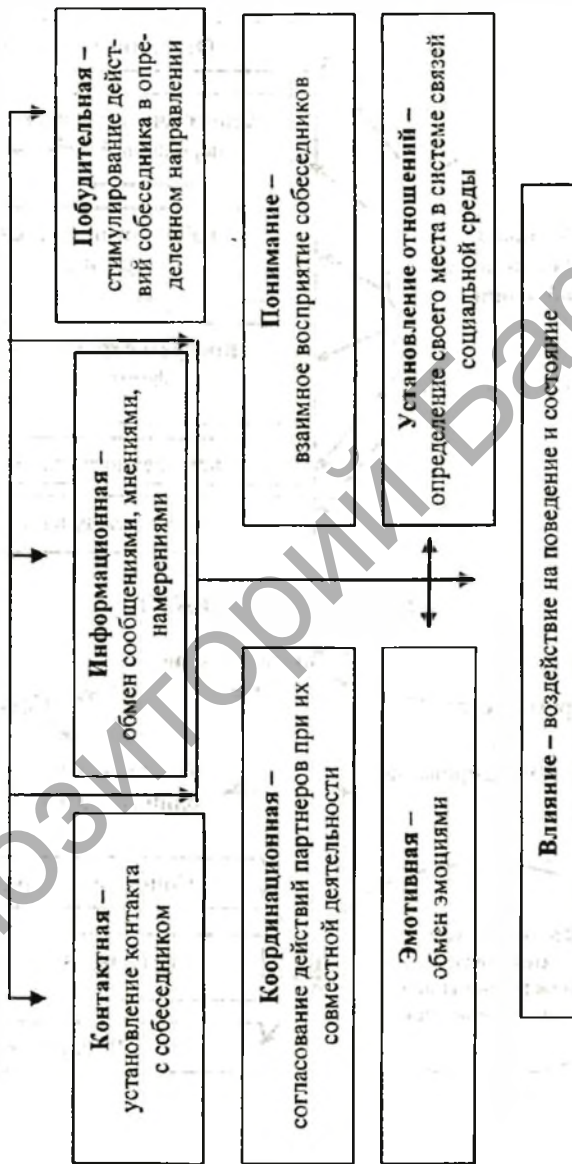 Контактная –
установление контакта
с собеседником
Информационная –
обмен сообщениями, мнениями,
намерениями
Побудительная –
стимулирование дейст-
вий собеседника в опре-
деленном направлении
Координационная –
согласование действий партнеров при их
совместной деятельности
Понимание –
взаимное восприятие собеседников
Эмотивная –
обмен эмоциями
Установление отношений –
определение своего места в системе связей
социальной среды
Влияние – воздействие на поведение и состояние
позиторий Бар